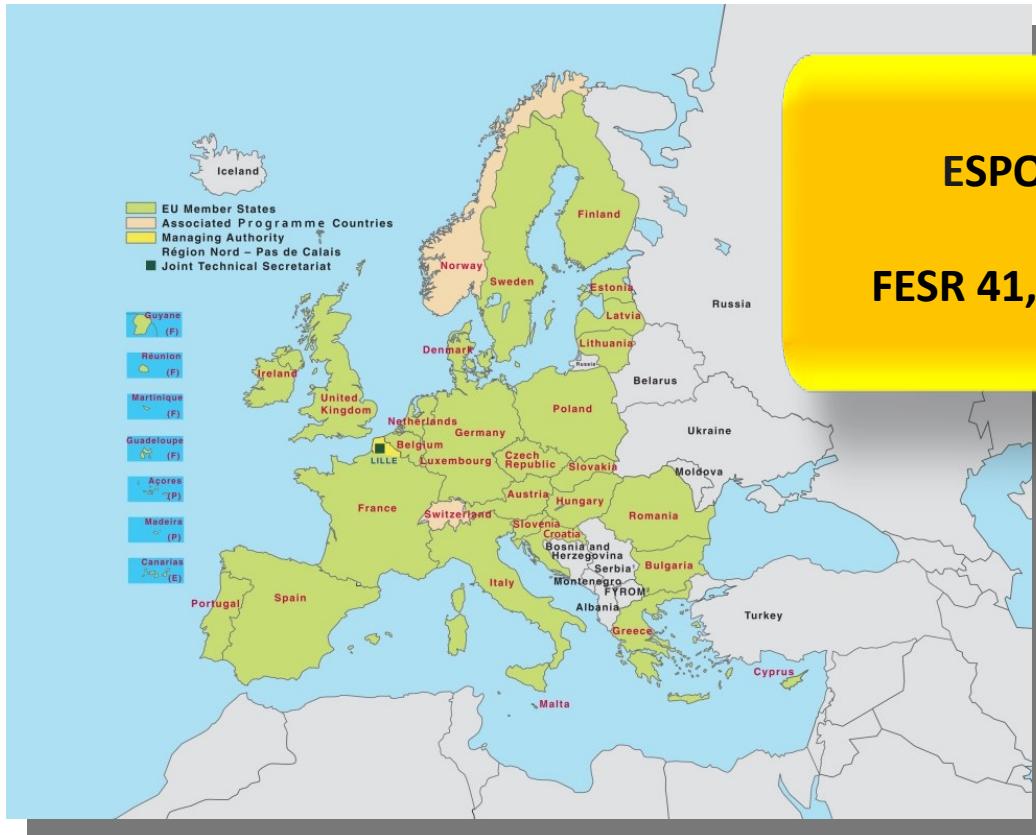 ESPO
FESR 41,
Iceland
EU Member States
Associated Programme Countries
Managing Authority
Région Nord – Pas de Calais
Joint Technical Secretariat
Guyane
(F)
Réunion
(F)
Martinique
(F)
Guadeloupe
(F)
Açores
(P)
Madeira
(P)
Canarias
(E)
Norway
Sweden
Finland
Estonia
Latvia
Lithuania
Russia
Russia
Denmark
Ireland
United
Kingdom
Netherlands
Belgium
LILLE
Luxembourg
Germany
Poland
Belarus
Ukraine
Czech
Republic
Slovakia
Moldova
France
Switzerland
Austria
Hungary
Romania
Slovenia
Croatia
Bosnia and
Herzegovina
Serbia
Montenegro
FYROM
Bulgaria
Albania
Italy
Portugal
Spain
Greece
Turkey
Cyprus
Malta